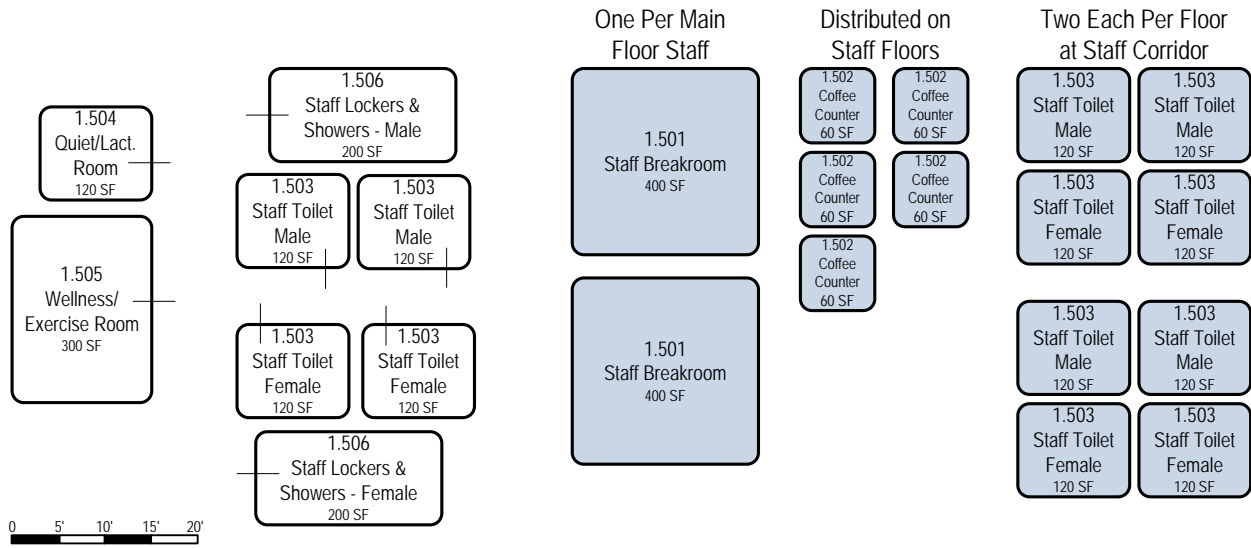 1.504
Quiet/Lact.
Room
120 SF
1.505
Wellness/
Exercise Room
300 SF
1.506
Staff Lockers &
Showers - Male
200 SF
1.503
Staff Toilet
Male
120 SF
1.503
Staff Toilet
Male
120 SF
1.503
Staff Toilet
Female
120 SF
1.503
Staff Toilet
Female
120 SF
1.506
Staff Lockers &
Showers - Female
200 SF
One Per Main
Floor Staff
1.501
Staff Breakroom
400 SF
1.501
Staff Breakroom
400 SF
Distributed on
Staff Floors
1.502
Coffee
Counter
60 SF
1.502
Coffee
Counter
60 SF
1.502
Coffee
Counter
60 SF
1.502
Coffee
Counter
60 SF
1.502
Coffee
Counter
60 SF
Two Each Per Floor
at Staff Corridor
1.503
Staff Toilet
Male
120 SF
1.503
Staff Toilet
Male
120 SF
1.503
Staff Toilet
Female
120 SF
1.503
Staff Toilet
Female
120 SF
1.503
Staff Toilet
Male
120 SF
1.503
Staff Toilet
Male
120 SF
1.503
Staff Toilet
Female
120 SF
1.503
Staff Toilet
Female
120 SF
0 5' 10' 15' 20'